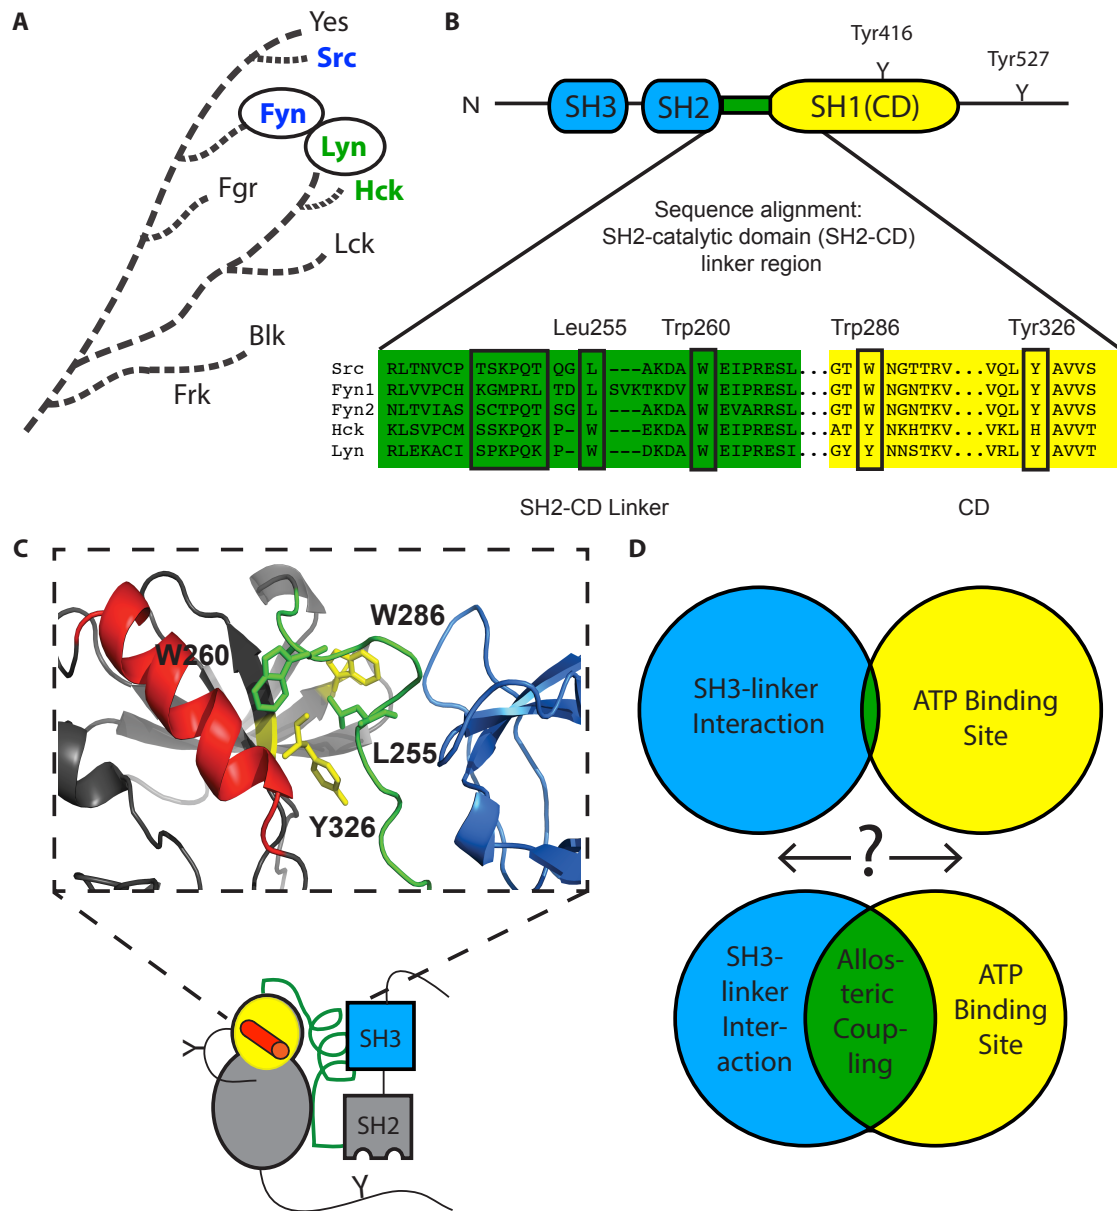 A
Yes
Src
Fyn
Lyn
Hck
Fgr
Lck
Blk
Frk
B
Tyr416
Y
Tyr527
Y
N
SH3
SH2
SH1(CD)
Sequence alignment:
SH2-catalytic domain (SH2-CD)
linker region
Leu255 Trp260 Trp286 Tyr326
Src RLTNVCP TSKPQT QG L ---AKDA W EIPRESL...GT W NGTTRV...VQL Y AVVS
Fyn1 RLVVPCH KGMPRL TD L SVKTKDV W EIPRESL...GT W NGNTKV...VQL Y AVVS
Fyn2 NLTVIAS SCTPQT SG L ---AKDA W EVARRSL...GT W NGNTKV...VQL Y AVVS
Hck KLSVPCM SSKPQK P- W ---EKDA W EIPRESL...AT Y NKHTKV...VKL H AVVT
Lyn RLEKACI SPKPQK P- W ---DKDA W EIPRESI...GY Y NNSTKV...VRL Y AVVT
SH2-CD Linker
CD
C
W286
W260
L255
Y326
Y
SH3
SH2
Y
D
SH3-linker
Interaction
ATP Binding
Site
?
SH3-
linker
Inter-
action
Allos-
teric
Coup-
ling
ATP
Binding
Site